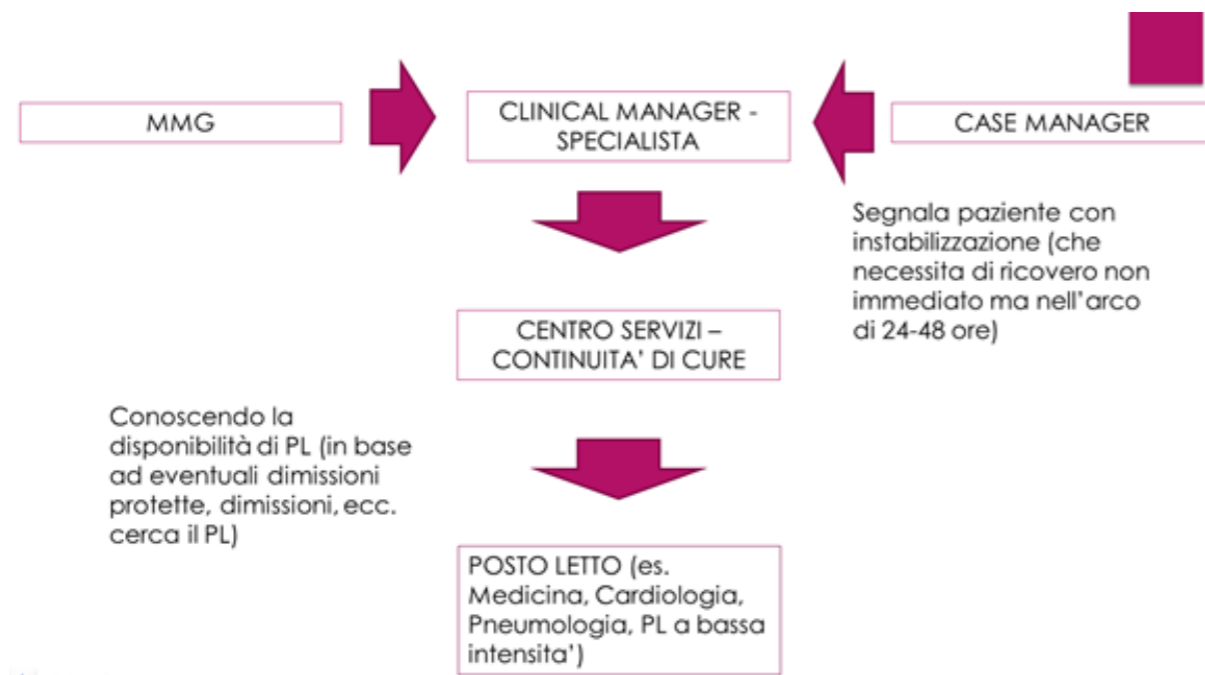 MMG
CLINICAL MANAGER -
SPECIALISTA
CASE MANAGER
Segnala paziente con
instabilizzazione (che
necessita di ricovero non
immediato ma nell'arco
di 24-48 ore)
CENTRO SERVIZI –
CONTINUITA' DI CURE
Conoscendo la
disponibilità di PL (in base
ad eventuali dimissioni
protette, dimissioni, ecc.
cerca il PL)
POSTO LETTO (es.
Medicina, Cardiologia,
Pneumologia, PL a bassa
intensita')